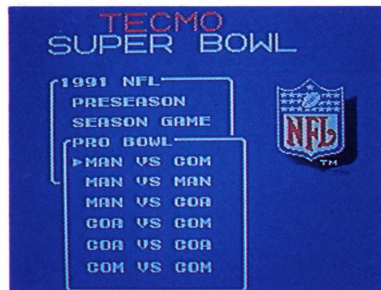 TECMO
SUPER BOWL
1991 NFL
PRESEASON
SEASON GAME
PRO BOWL
MAN VS COM
MAN VS MAN
MAN VS COA
COA VS COM
COA VS COA
COM VS COM
NFL
TM